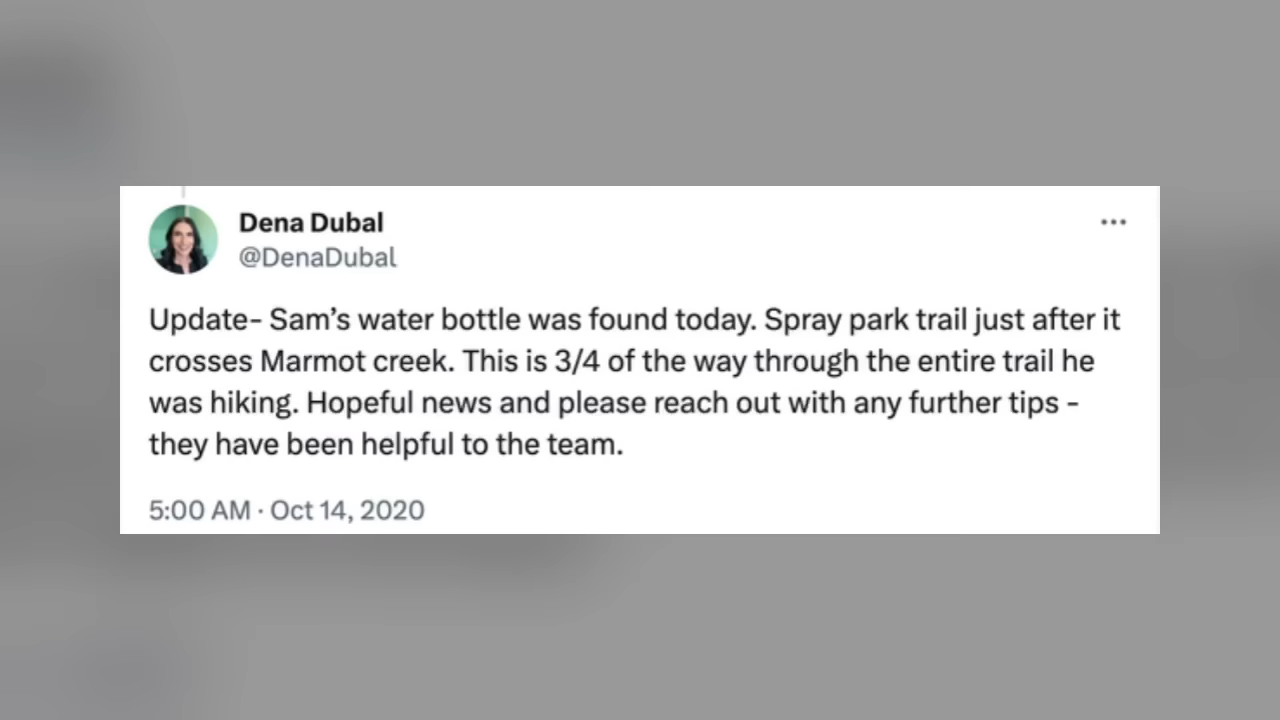 Dena Dubal
@DenaDubal
Update- Sam’s water bottle was found today. Spray park trail just after it
crosses Marmot creek. This is 3/4 of the way through the entire trail he
was hiking. Hopeful news and please reach out with any further tips -
they have been helpful to the team.
5:00 AM · Oct 14, 2020